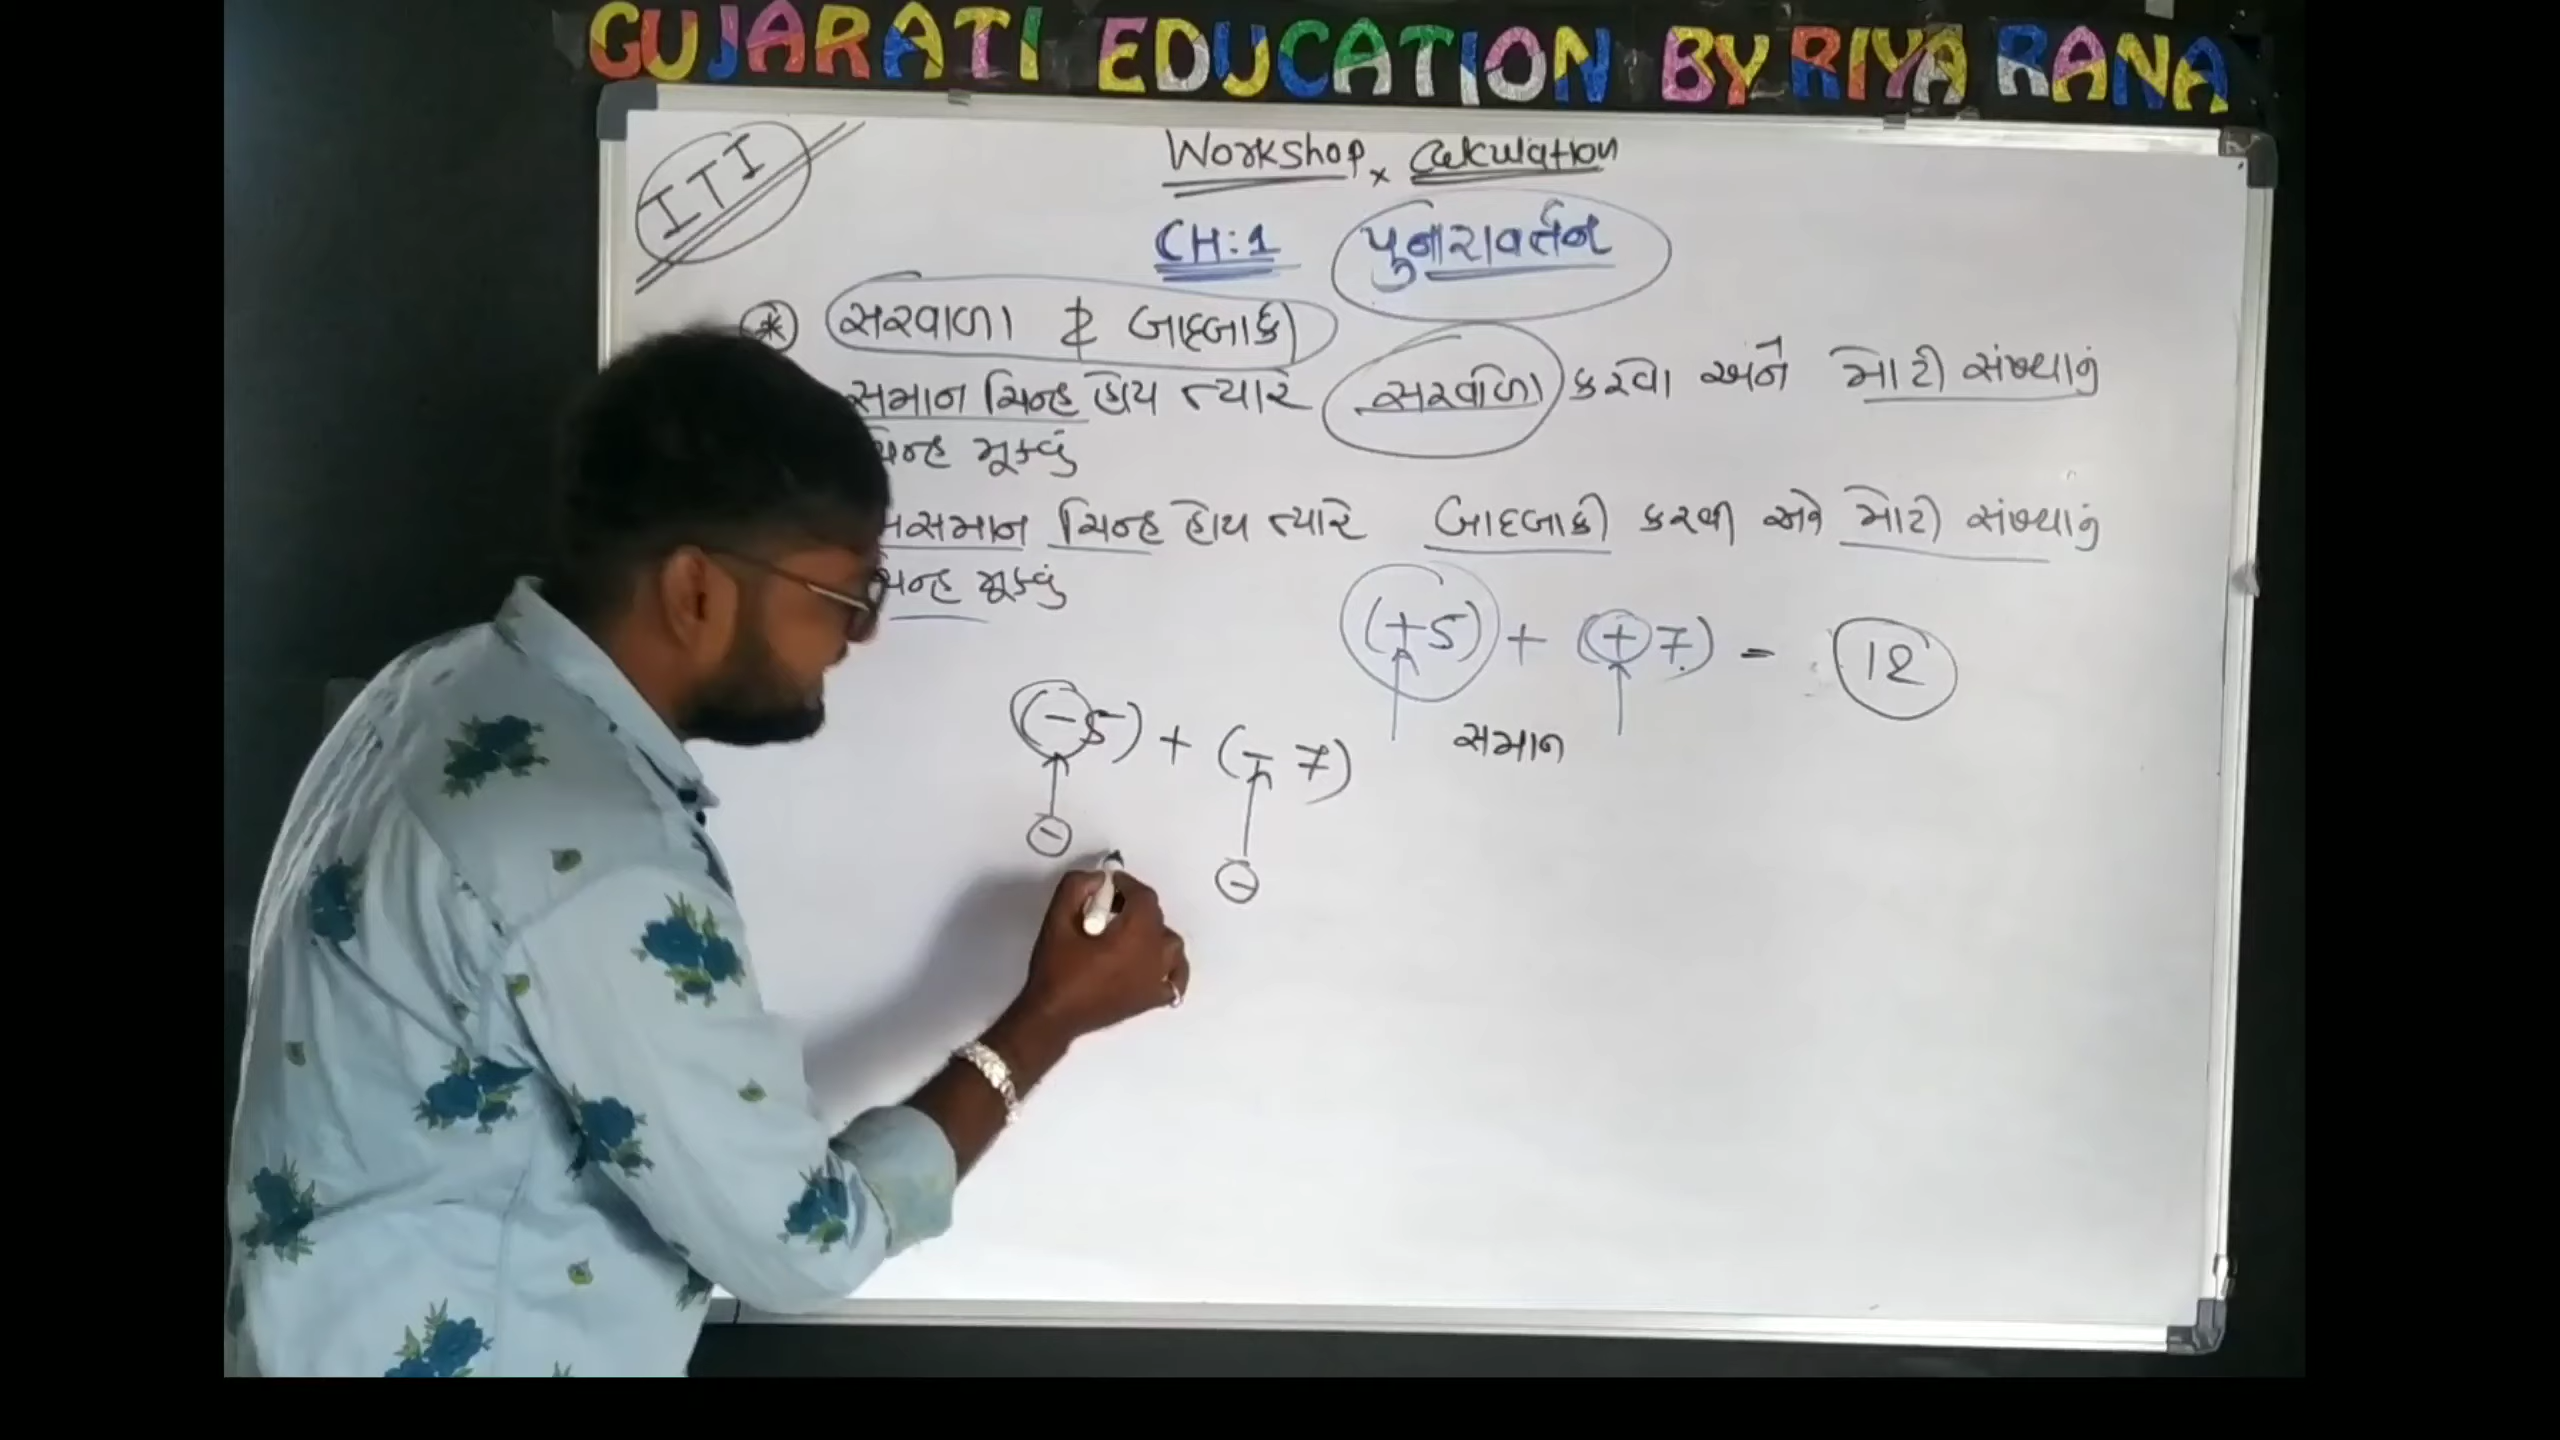 GUJARATI EDUCATION BY RIYA RANA
ITI
Workshop Calculation
CH:1 પુનારાવર્તન
સરવાળા & બાદબાકી
સમાન ચિન્હ હોય ત્યારે સરવાળા કરવો અને મોટી સંખ્યાનું
ચિન્હ મૂકવું
અસમાન ચિન્હ હોય ત્યારે બાદબાકી કરવી અને મોટી સંખ્યાનું
ચિન્હ મૂકવું
(+5) + (+7) = 12
સમાન
(-5) + (-7)
- -